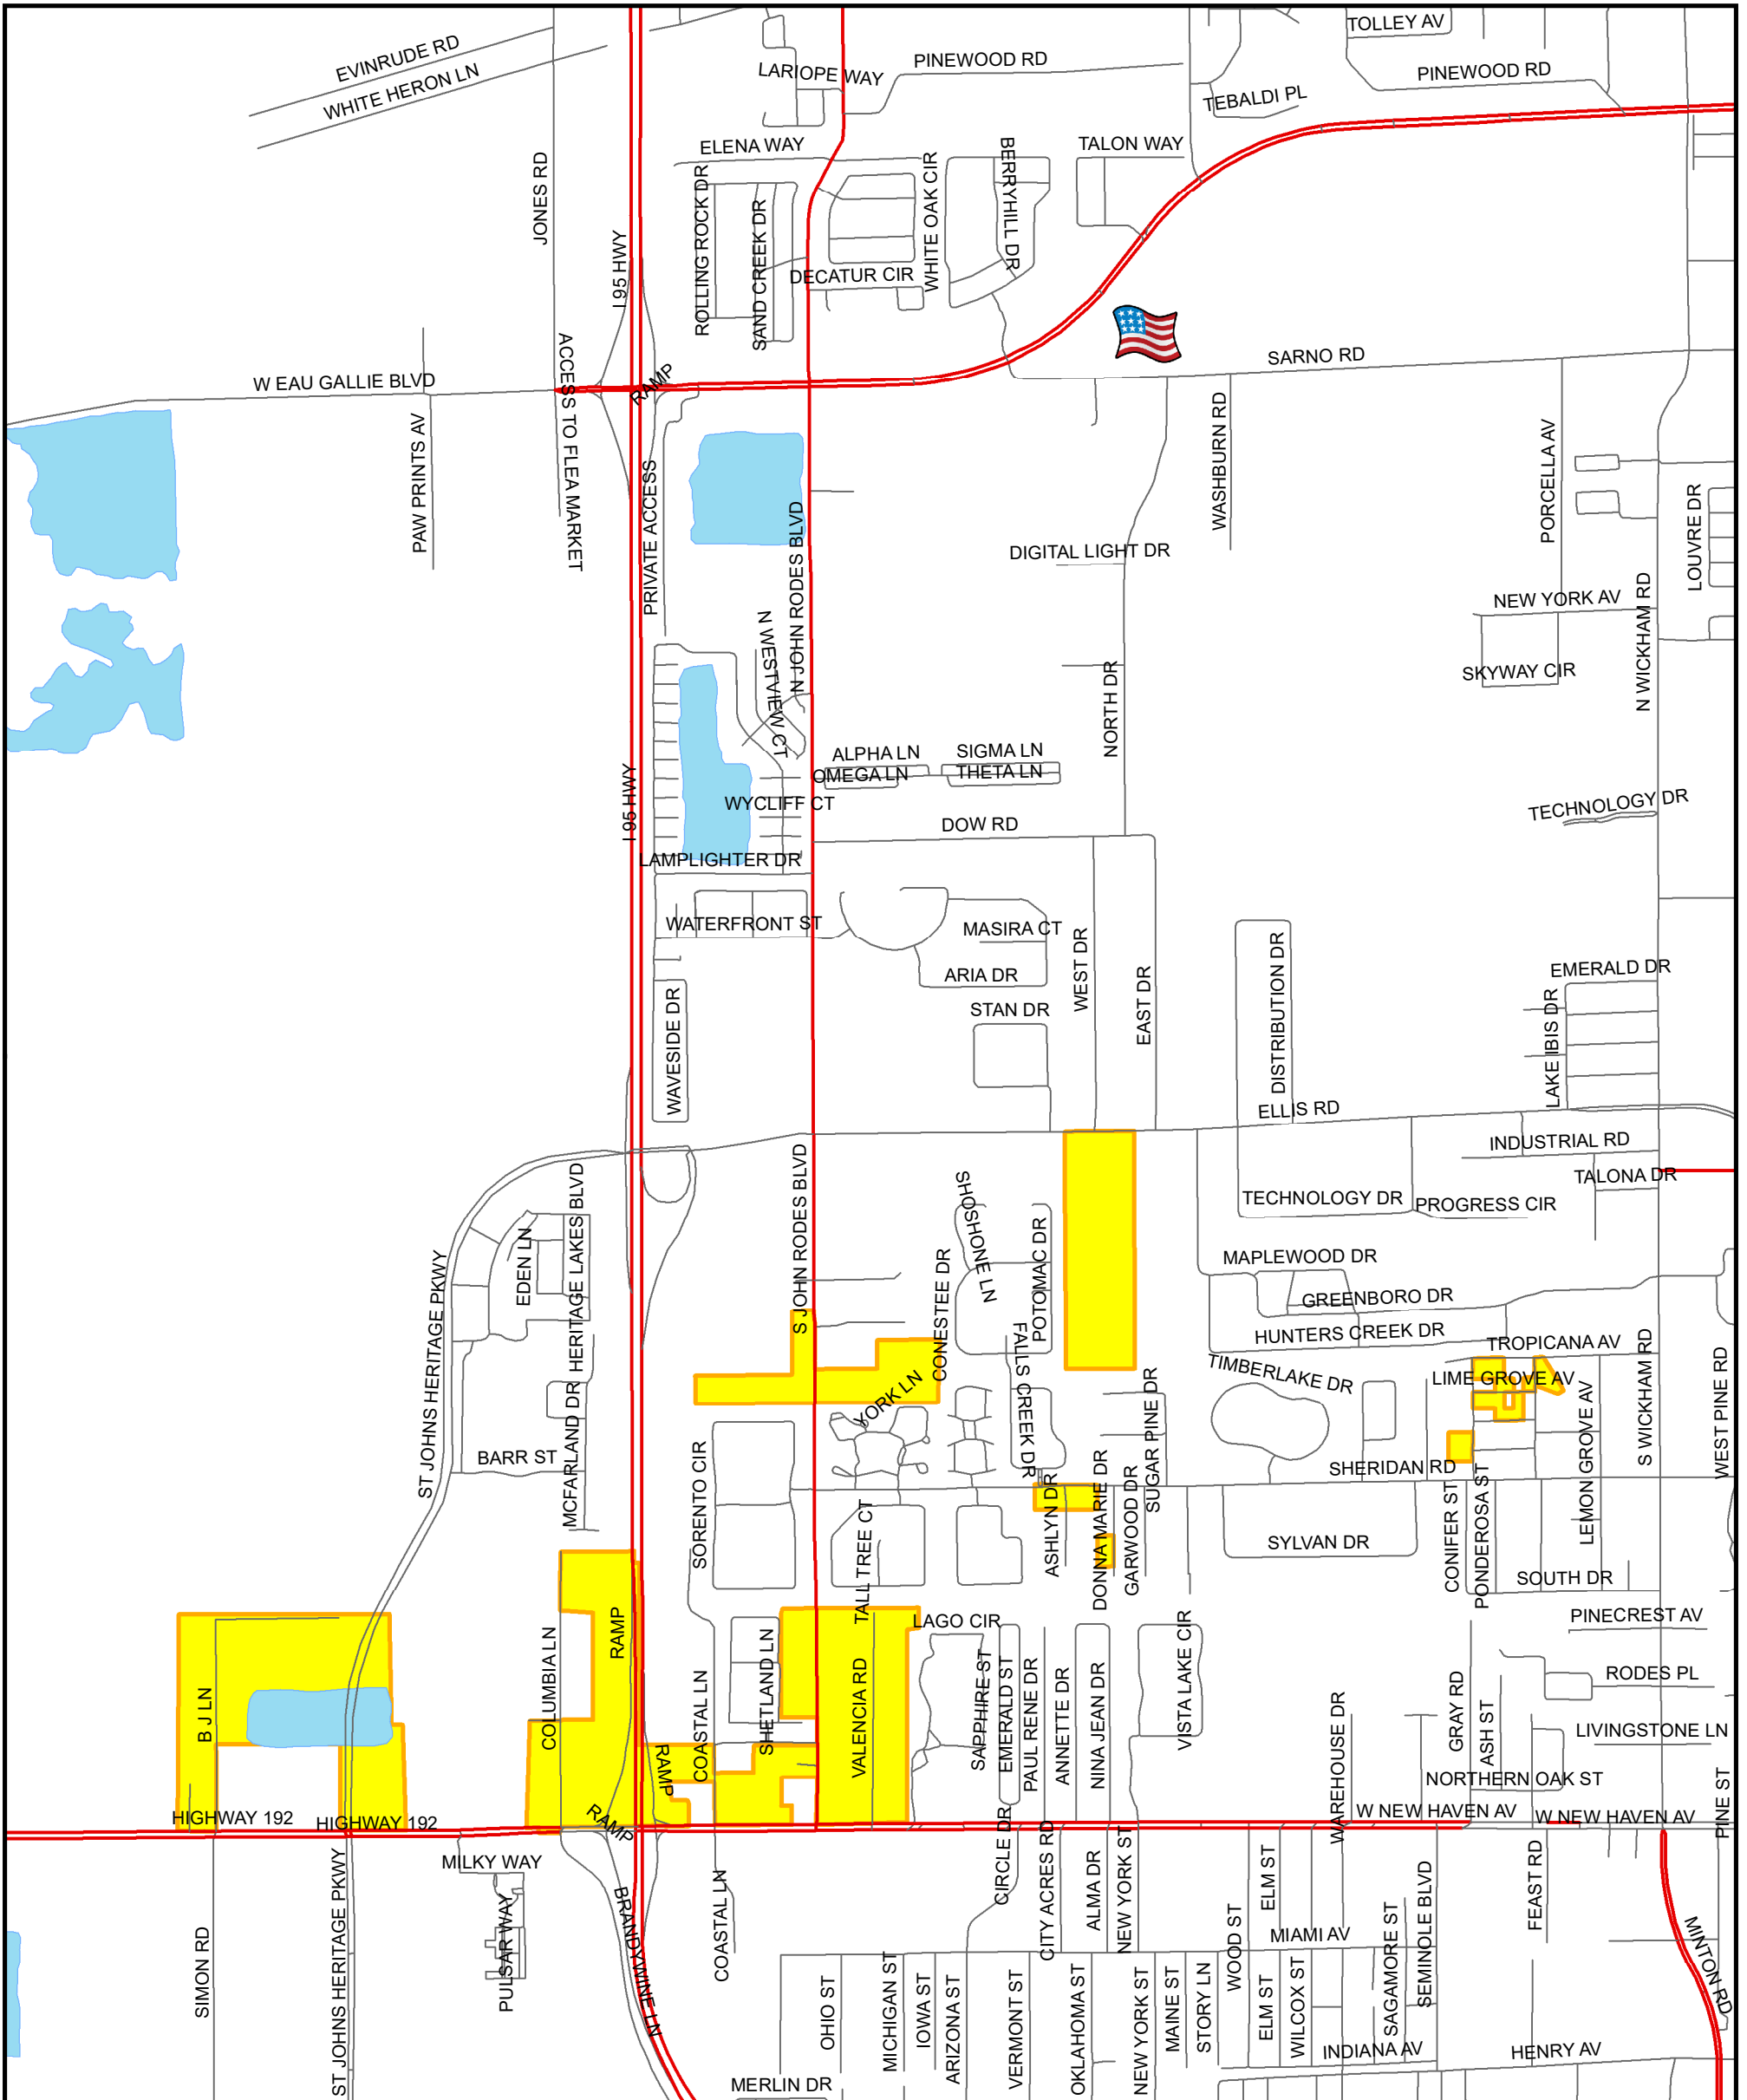 TOLLEY AV
EVINRUDE RD
PINEWOOD RD
LARIOPE WAY
PINEWOOD RD
WHITE HERON LN
TEBALDI PL
ELENA WAY
TALON WAY
JONES RD
I 95 HWY
ROLLING ROCK DR
SAND CREEK DR
WHITE OAK CIR
BERRYHILL DR
DECATUR CIR
SARNO RD
W EAU GALLIE BLVD
RAMP
ACCESS TO FLEA MARKET
PAW PRINTS AV
PRIVATE ACCESS
N JOHN RODES BLVD
WASHBURN RD
PORCELLA AV
LOUVRE DR
DIGITAL LIGHT DR
NEW YORK AV
N WICKHAM RD
N WESTVIEW CT
SKYWAY CIR
NORTH DR
ALPHA LN
SIGMA LN
OMEGA LN
THETA LN
I 95 HWY
WYCLIFF CT
TECHNOLOGY DR
DOW RD
LAMPLIGHTER DR
WATERFRONT ST
MASIRA CT
WEST DR
ARIA DR
EAST DR
DISTRIBUTION DR
EMERALD DR
LAKE IBIS DR
STAN DR
WAVESIDE DR
ELLIS RD
INDUSTRIAL RD
TALONA DR
TECHNOLOGY DR
PROGRESS CIR
S JOHN RODES BLVD
SHOSHONE LN
POTOMAC DR
CONESTEE DR
MAPLEWOOD DR
GREENBORO DR
HUNTERS CREEK DR
TROPICANA AV
ST JOHNS HERITAGE PKWY
EDEN LN
HERITAGE LAKES BLVD
MCFARLAND DR
FALLS CREEK DR
TIMBERLAKE DR
LIME GROVE AV
S WICKHAM RD
WEST PINE RD
YORK LN
SUGAR PINE DR
LEMON GROVE AV
BARR ST
SORENTO CIR
SHERIDAN RD
ASHLYN DR
DONNA MARIE DR
GARWOOD DR
CONIFER ST
PONDEROSA ST
TALL TREE CT
SYLVAN DR
SOUTH DR
PINECREST AV
LAGO CIR
RAMP
COLUMBIA LN
B J LN
COASTAL LN
SHETLAND LN
VALENCIA RD
SAPPHIRE ST
EMERALD ST
PAUL RENE DR
ANNETTE DR
NINA JEAN DR
VISTA LAKE CIR
WAREHOUSE DR
GRAY RD
ASH ST
RODES PL
LIVINGSTONE LN
NORTHERN OAK ST
RAMP
RAMP
HIGHWAY 192
HIGHWAY 192
W NEW HAVEN AV
W NEW HAVEN AV
PINE ST
MILKY WAY
CIRCLE DR
CITY ACRES RD
ALMA DR
NEW YORK ST
ELM ST
FEAST RD
SIMON RD
ST JOHNS HERITAGE PKWY
PULSAR WAY
BRANDYWINE LN
COASTAL LN
WOOD ST
MIAMI AV
SAGAMORE ST
SEMINOLE BLVD
MINTON RD
OHIO ST
MICHIGAN ST
IOWA ST
ARIZONA ST
VERMONT ST
OKLAHOMA ST
NEW YORK ST
MAINE ST
STORY LN
ELM ST
WILCOX ST
INDIANA AV
HENRY AV
MERLIN DR